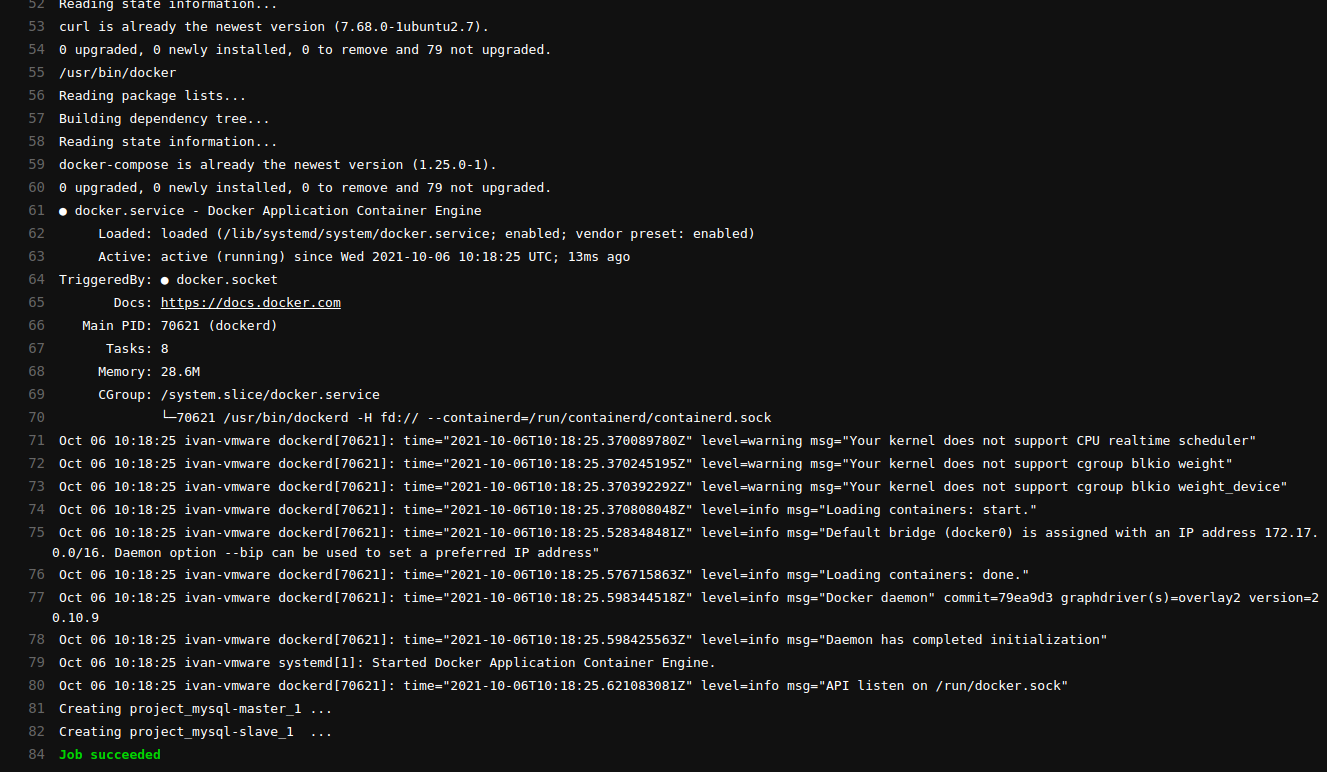 52 Reading state information...
53 curl is already the newest version (7.68.0-1ubuntu2.7).
54 0 upgraded, 0 newly installed, 0 to remove and 79 not upgraded.
55 /usr/bin/docker
56 Reading package lists...
57 Building dependency tree...
58 Reading state information...
59 docker-compose is already the newest version (1.25.0-1).
60 0 upgraded, 0 newly installed, 0 to remove and 79 not upgraded.
61 ● docker.service - Docker Application Container Engine
62      Loaded: loaded (/lib/systemd/system/docker.service; enabled; vendor preset: enabled)
63      Active: active (running) since Wed 2021-10-06 10:18:25 UTC; 13ms ago
64 TriggeredBy: ● docker.socket
65        Docs: https://docs.docker.com
66    Main PID: 70621 (dockerd)
67       Tasks: 8
68      Memory: 28.6M
69      CGroup: /system.slice/docker.service
70              └─70621 /usr/bin/dockerd -H fd:// --containerd=/run/containerd/containerd.sock
71 Oct 06 10:18:25 ivan-vmware dockerd[70621]: time="2021-10-06T10:18:25.370089780Z" level=warning msg="Your kernel does not support CPU realtime scheduler"
72 Oct 06 10:18:25 ivan-vmware dockerd[70621]: time="2021-10-06T10:18:25.370245195Z" level=warning msg="Your kernel does not support cgroup blkio weight"
73 Oct 06 10:18:25 ivan-vmware dockerd[70621]: time="2021-10-06T10:18:25.370392292Z" level=warning msg="Your kernel does not support cgroup blkio weight_device"
74 Oct 06 10:18:25 ivan-vmware dockerd[70621]: time="2021-10-06T10:18:25.370808048Z" level=info msg="Loading containers: start."
75 Oct 06 10:18:25 ivan-vmware dockerd[70621]: time="2021-10-06T10:18:25.528348481Z" level=info msg="Default bridge (docker0) is assigned with an IP address 172.17.
0.0/16. Daemon option --bip can be used to set a preferred IP address"
76 Oct 06 10:18:25 ivan-vmware dockerd[70621]: time="2021-10-06T10:18:25.576715863Z" level=info msg="Loading containers: done."
77 Oct 06 10:18:25 ivan-vmware dockerd[70621]: time="2021-10-06T10:18:25.598344518Z" level=info msg="Docker daemon" commit=79ea9d3 graphdriver(s)=overlay2 version=2
0.10.9
78 Oct 06 10:18:25 ivan-vmware dockerd[70621]: time="2021-10-06T10:18:25.598425563Z" level=info msg="Daemon has completed initialization"
79 Oct 06 10:18:25 ivan-vmware systemd[1]: Started Docker Application Container Engine.
80 Oct 06 10:18:25 ivan-vmware dockerd[70621]: time="2021-10-06T10:18:25.621083081Z" level=info msg="API listen on /run/docker.sock"
81 Creating project_mysql-master_1 ...
82 Creating project_mysql-slave_1  ...
84 Job succeeded